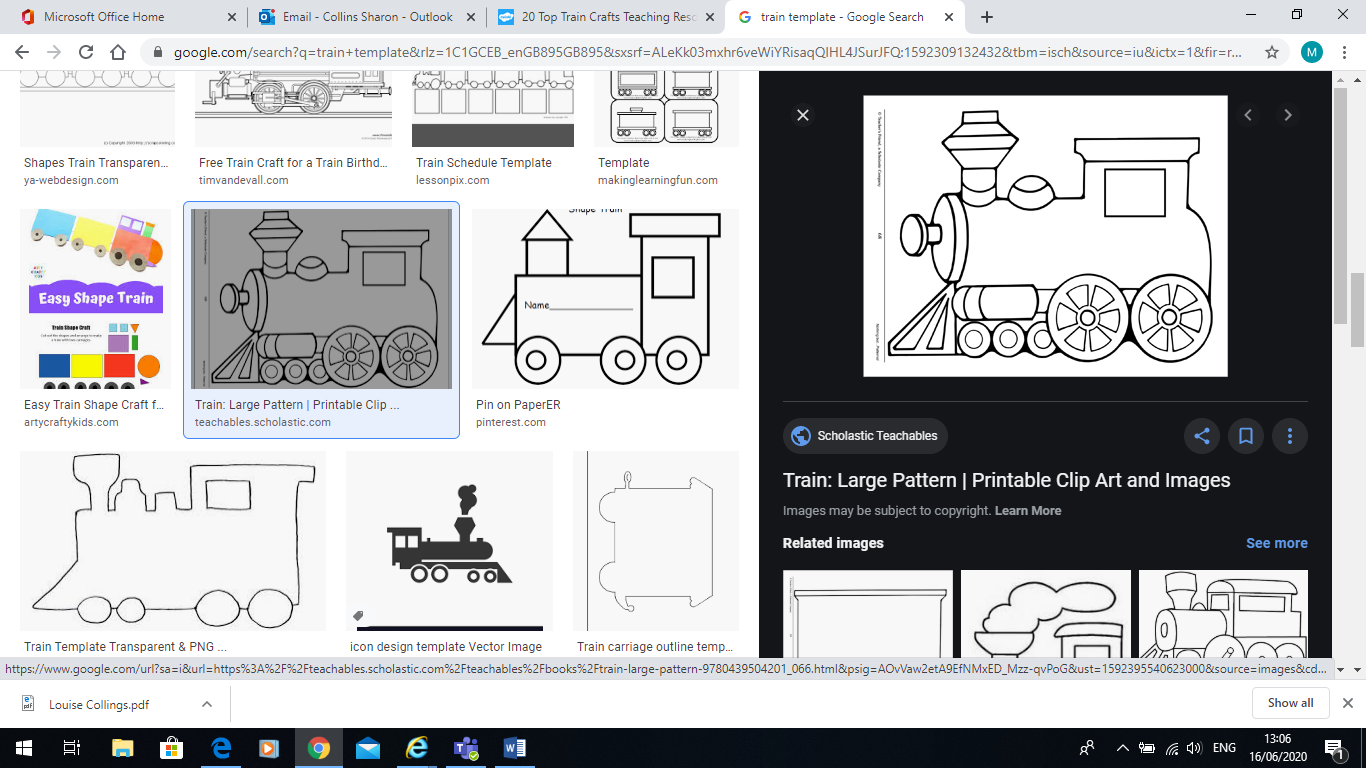 Microsoft Office Home
Email - Collins Sharon - Outlook
20 Top Train Crafts Teaching Reso
train template - Google Search
google.com/search?q=train+template&rlz=1C1GCEB_enGB895GB895&sxsrf=ALeKk03mxhr6veWiYRisaqQIHL4JSurJFQ:1592309132432&tbm=isch&source=iu&ictx=1&fir=r...
M
Shapes Train Transparen...
ya-webdesign.com
Free Train Craft for a Train Birthd...
timvandevall.com
Train Schedule Template
lessonpix.com
Template
makinglearningfun.com
Easy Shape Train
Train Shape Craft
Easy Train Shape Craft f...
artycraftykids.com
Train: Large Pattern | Printable Clip ...
teachables.scholastic.com
Shape Train
Name
Pin on PaperER
pinterest.com
Train Template Transparent & PNG ...
icon design template Vector Image
Train carriage outline temp...
Scholastic Teachables
Train: Large Pattern | Printable Clip Art and Images
Images may be subject to copyright. Learn More
Related images
See more
https://www.google.com/url?sa=i&url=https%3A%2F%2Fteachables.scholastic.com%2Fteachables%2Fbooks%2Ftrain-large-pattern-9780439504201_066.html&psig=AOvVaw2etA9EfNMxED_Mzz-qvPoG&ust=1592395540623000&source=images&cd...
Louise Collings.pdf
Show all
ENG
13:06
16/06/2020
1